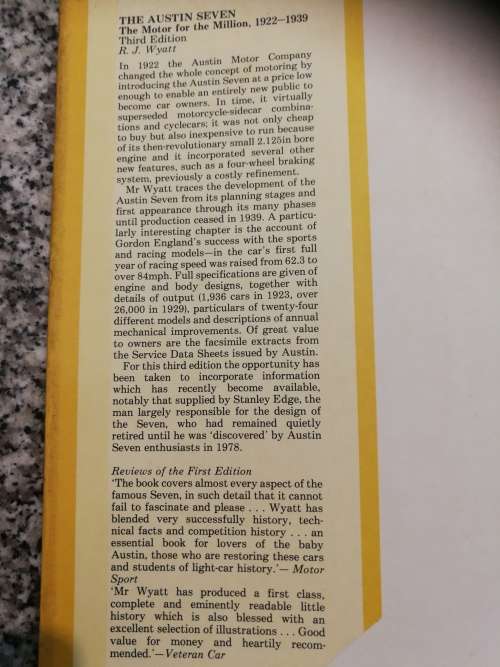 THE AUSTIN SEVEN
The Motor for the Million, 1922—1939
Third Edition
R. J. Wyatt
In 1922 the Austin Motor Company
changed the whole concept of motoring by
introducing the Austin Seven at a price low
enough to enable an entirely new public to
become car owners. In time, it virtually
superseded motorcycle-sidecar combina-
tions and cyclecars; it was not only cheap
to buy but also inexpensive to run because
of its then-revolutionary small 2.125in bore
engine and it incorporated several other
new features, such as a four-wheel braking
system, previously a costly refinement.
Mr Wyatt traces the development of the
Austin Seven from its planning stages and
first appearance through its many phases
until production ceased in 1939. A particu-
larly interesting chapter is the account of
Gordon England's success with the sports
and racing models—in the car's first full
year of racing speed was raised from 62.3 to
over 84mph. Full specifications are given of
engine and body designs, together with
details of output (1,936 cars in 1923, over
26,000 in 1929), particulars of twenty-four
different models and descriptions of annual
mechanical improvements. Of great value
to owners are the facsimile extracts from
the Service Data Sheets issued by Austin.
For this third edition the opportunity has
been taken to incorporate information
which has recently become available,
notably that supplied by Stanley Edge, the
man largely responsible for the design of
the Seven, who had remained quietly
retired until he was 'discovered' by Austin
Seven enthusiasts in 1978.
Reviews of the First Edition
'The book covers almost every aspect of the
famous Seven, in such detail that it cannot
fail to fascinate and please . . . Wyatt has
blended very successfully history, tech-
nical facts and competition history . . . an
essential book for lovers of the baby
Austin, those who are restoring these cars
and students of light-car history.'— Motor
Sport
'Mr Wyatt has produced a first class,
complete and eminently readable little
history which is also blessed with an
excellent selection of illustrations . . . Good
value for money and heartily recom-
mended.'—Veteran Car